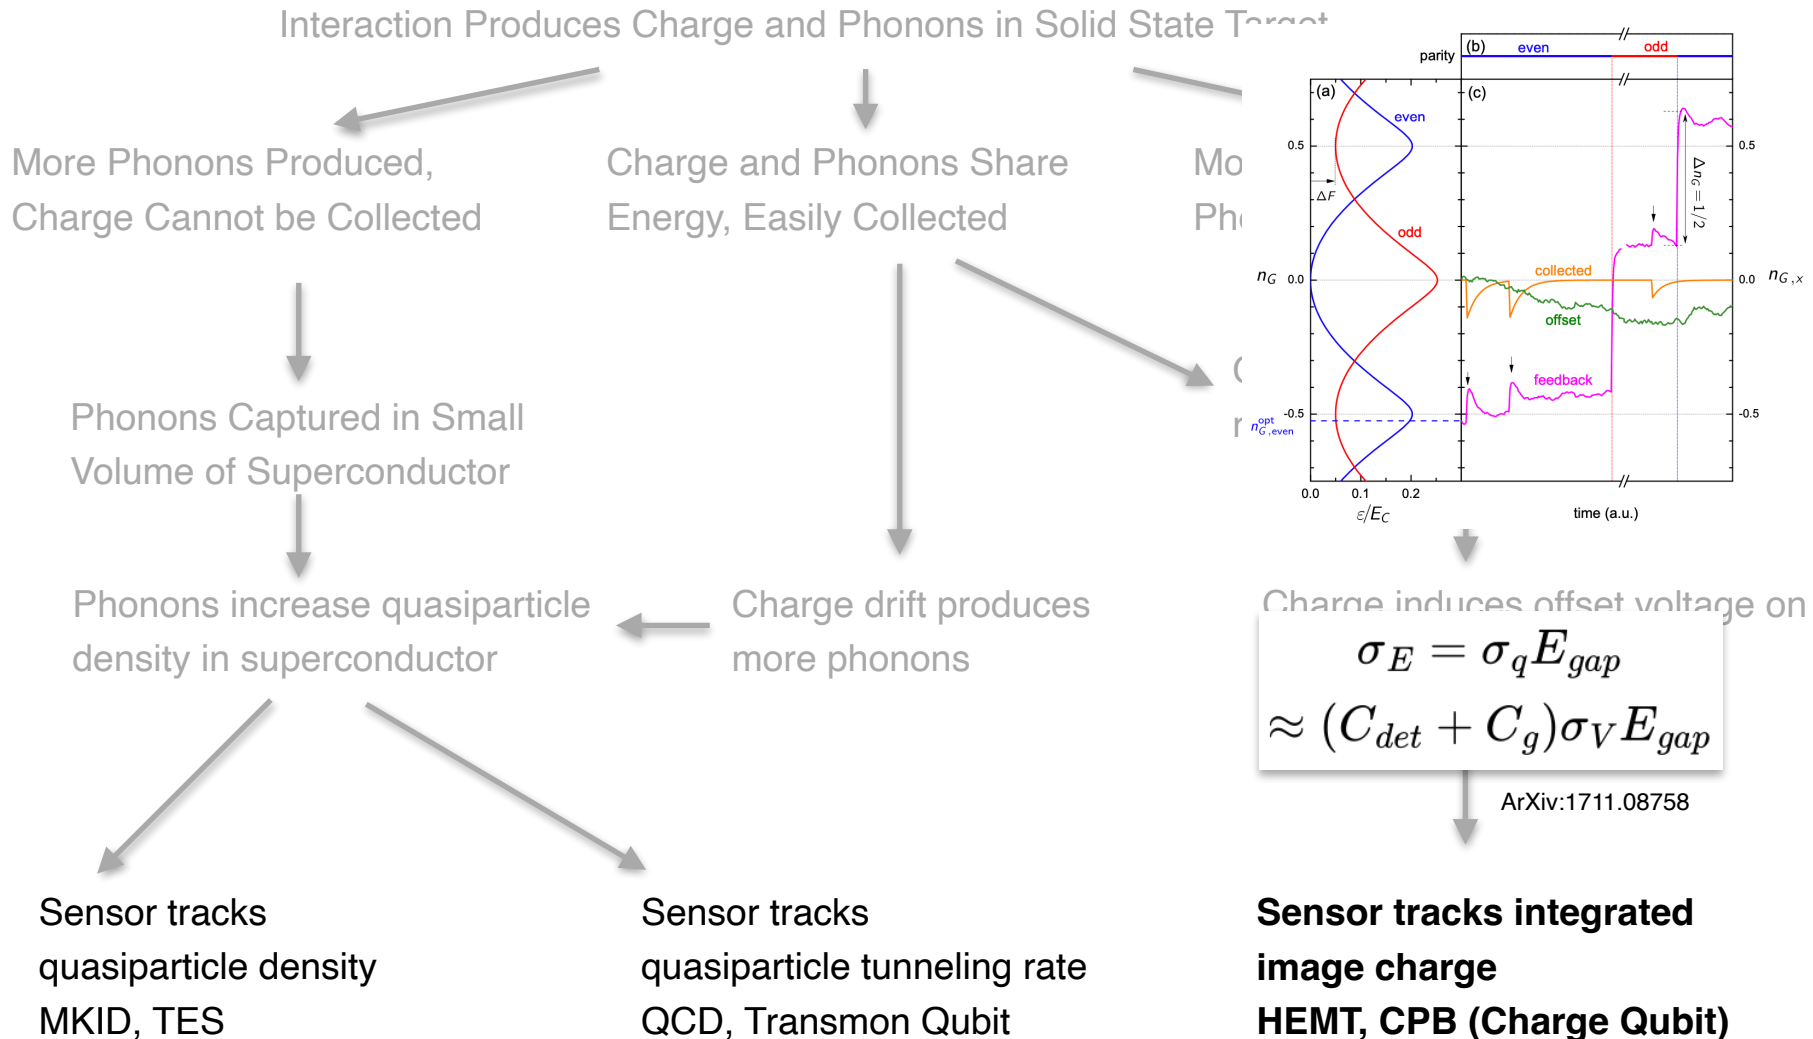 Interaction Produces Charge and Phonons in Solid State Target
More Phonons Produced,
Charge Cannot be Collected
Charge and Phonons Share
Energy, Easily Collected
Mo
Pho
parity
(b)
even
odd
(a)
(c)
even
odd
0.5
0.0
-0.5
n_G
ΔF
n^opt_G,even
0.0
0.1
0.2
ε/E_C
collected
offset
feedback
Δn_G = 1/2
0.5
0.0
-0.5
n_G,x
time (a.u.)
Phonons Captured in Small
Volume of Superconductor
Phonons increase quasiparticle
density in superconductor
Charge drift produces
more phonons
Charge induces offset voltage on
σ_E = σ_q E_gap
≈ (C_det + C_g)σ_V E_gap
ArXiv:1711.08758
Sensor tracks
quasiparticle density
MKID, TES
Sensor tracks
quasiparticle tunneling rate
QCD, Transmon Qubit
Sensor tracks integrated
image charge
HEMT, CPB (Charge Qubit)